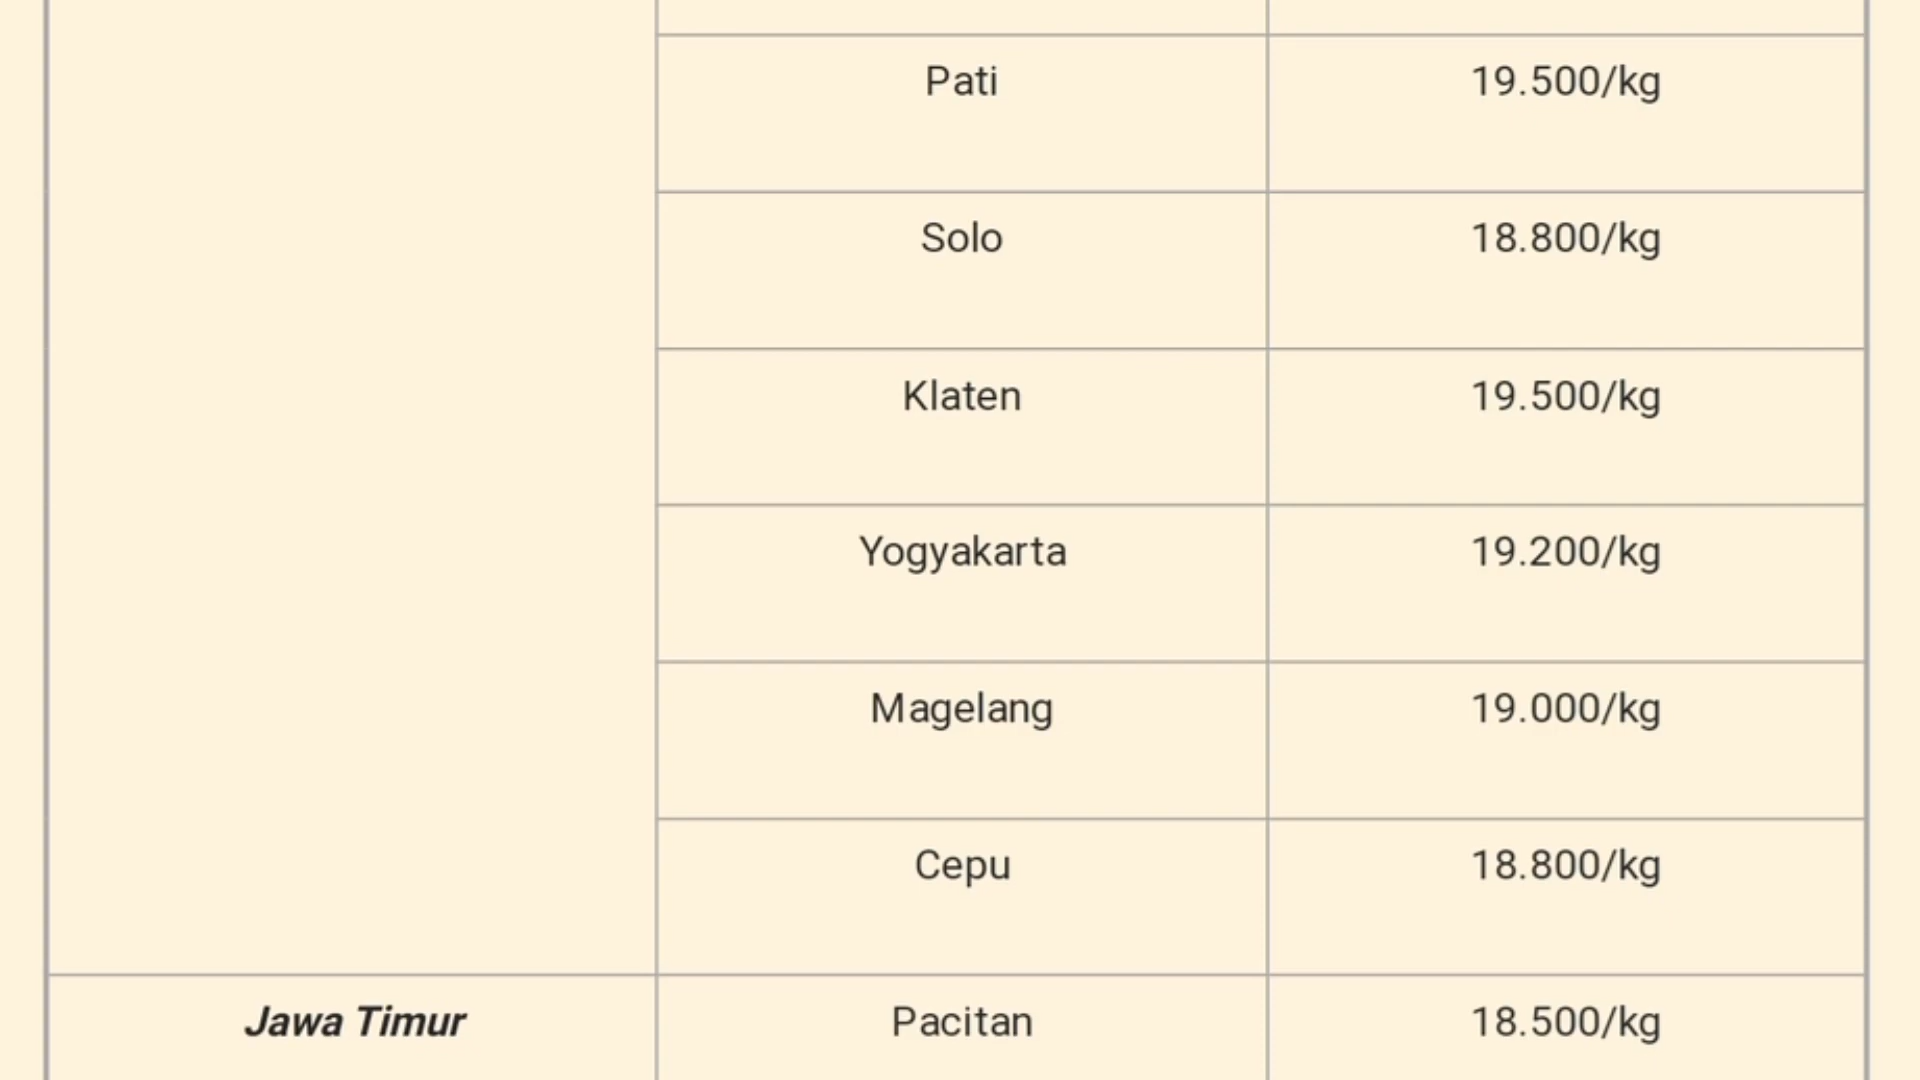 Pati 19.500/kg
Solo 18.800/kg
Klaten 19.500/kg
Yogyakarta 19.200/kg
Magelang 19.000/kg
Cepu 18.800/kg
Jawa Timur Pacitan 18.500/kg